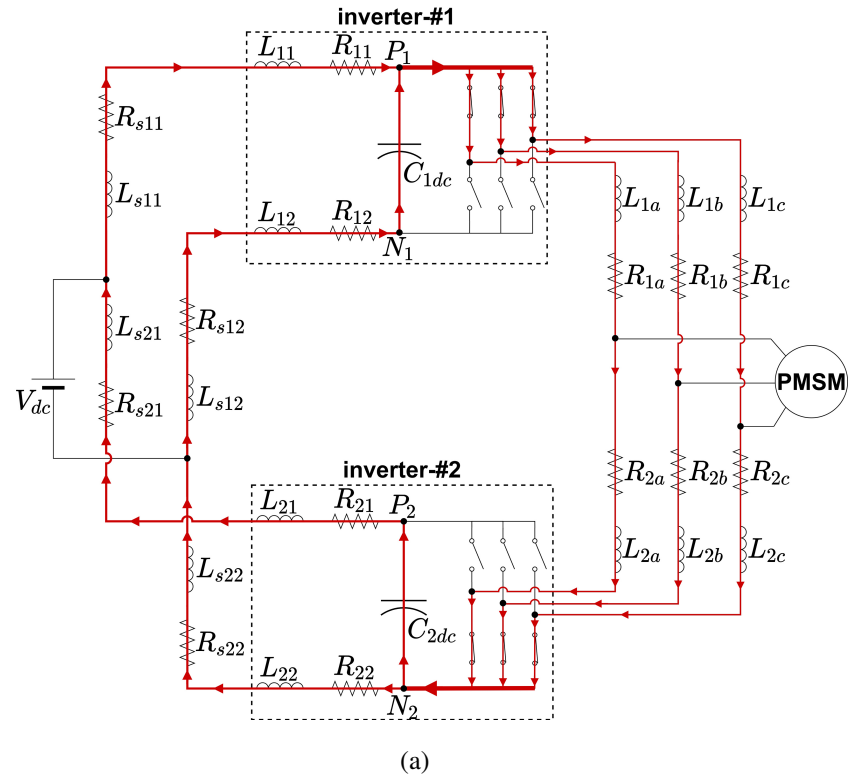 inverter-#1
L11 R11 P1
Rs11
C1dc
Ls11
L12 R12 N1
L1a L1b L1c
R1a R1b R1c
Ls21 Rs12
Vdc Rs21 Ls12
PMSM
inverter-#2
R2a R2b R2c
L21 R21 P2
L2a L2b L2c
Ls22
C2dc
Rs22
L22 R22 N2
(a)